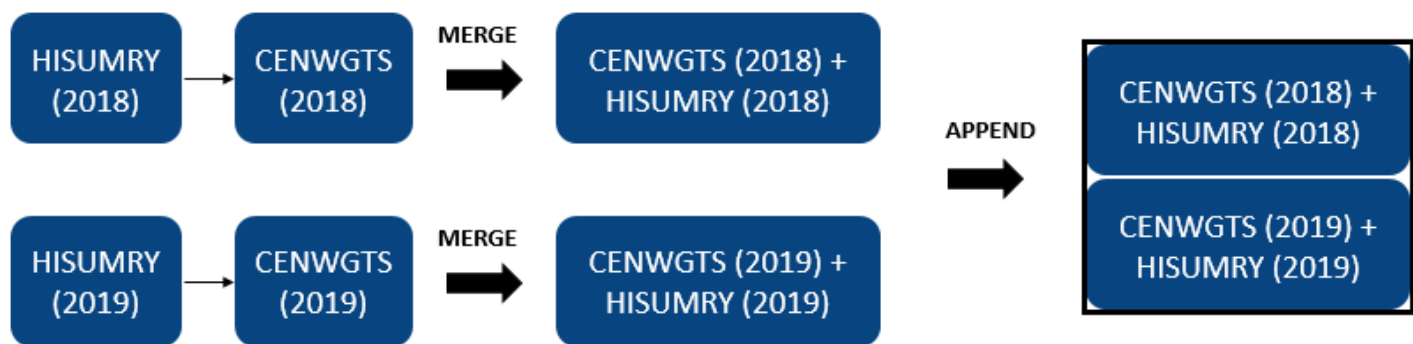 HISUMRY
(2018)
CENWGTS
(2018)
MERGE
CENWGTS (2018) +
HISUMRY (2018)
HISUMRY
(2019)
CENWGTS
(2019)
MERGE
CENWGTS (2019) +
HISUMRY (2019)
APPEND
CENWGTS (2018) +
HISUMRY (2018)
CENWGTS (2019) +
HISUMRY (2019)